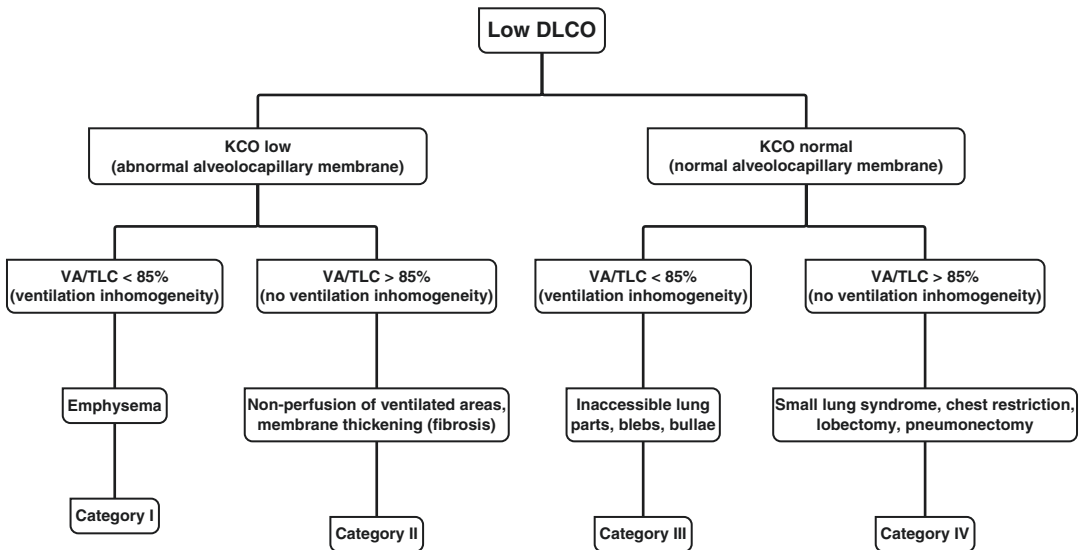 Low DLCO
KCO low
(abnormal alveolocapillary membrane)
KCO normal
(normal alveolocapillary membrane)
VA/TLC < 85%
(ventilation inhomogeneity)
VA/TLC > 85%
(no ventilation inhomogeneity)
VA/TLC < 85%
(ventilation inhomogeneity)
VA/TLC > 85%
(no ventilation inhomogeneity)
Emphysema
Non-perfusion of ventilated areas,
membrane thickening (fibrosis)
Inaccessible lung
parts, blebs, bullae
Small lung syndrome, chest restriction,
lobectomy, pneumonectomy
Category I
Category II
Category III
Category IV